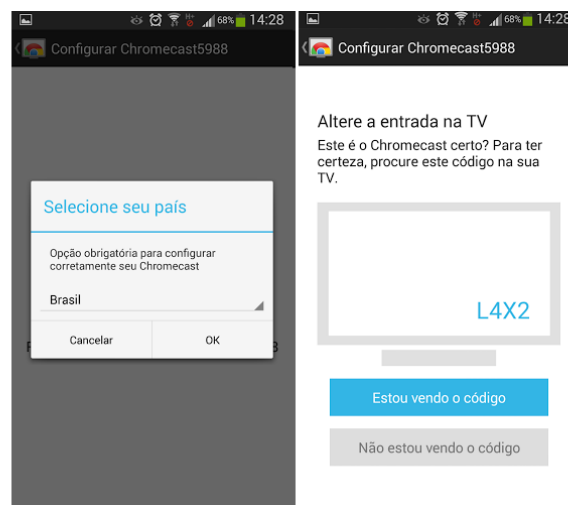 68% 14:28
Configurar Chromecast5988
Selecione seu país
Opção obrigatória para configurar
corretamente seu Chromecast
Brasil
Cancelar OK
68% 14:28
Configurar Chromecast5988
Altere a entrada na TV
Este é o Chromecast certo? Para ter
certeza, procure este código na sua
TV.
L4X2
Estou vendo o código
Não estou vendo o código